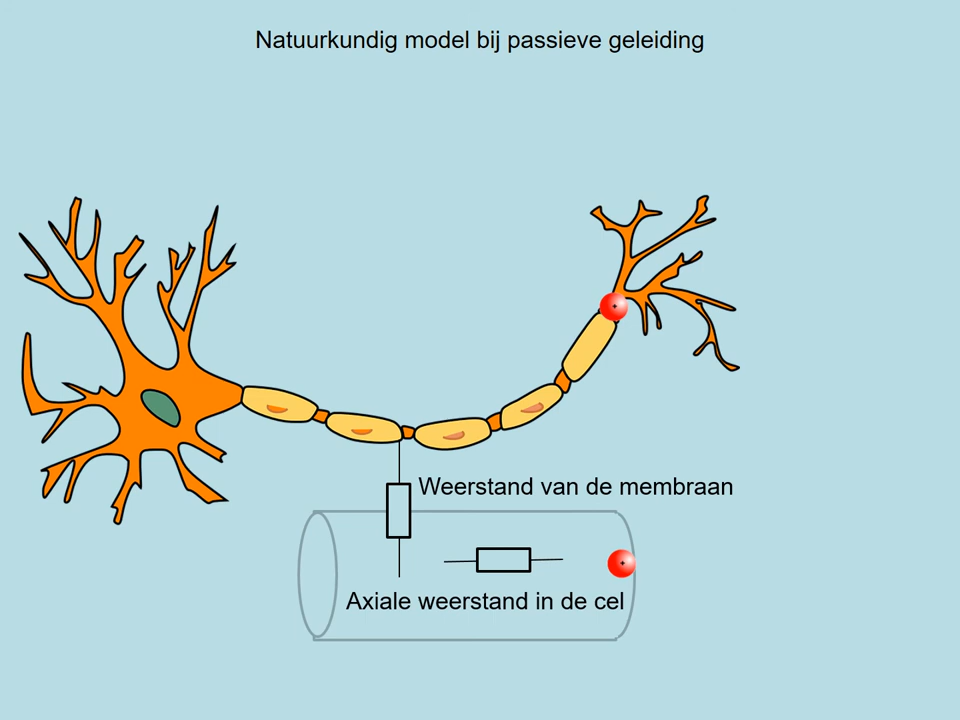 Natuurkundig model bij passieve geleiding
Weerstand van de membraan
Axiale weerstand in de cel